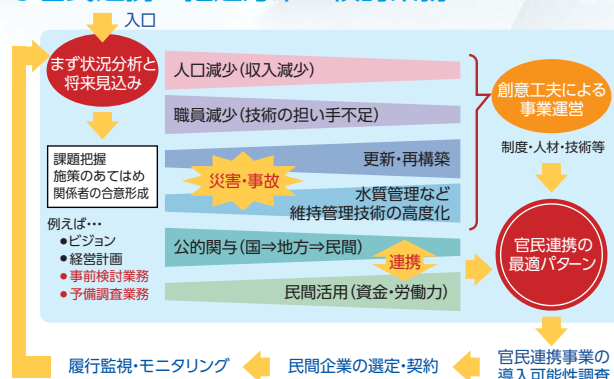 入口
まず状況分析と
将来見込み
人口減少(収入減少)
職員減少(技術の担い手不足)
更新・再構築
災害・事故
水質管理など
維持管理技術の高度化
公的関与(国⇒地方⇒民間)
連携
民間活用(資金・労働力)
創意工夫による
事業運営
制度・人材・技術等
官民連携の
最適パターン
課題把握
施策のあてはめ
関係者の合意形成
例えば…
●ビジョン
●経営計画
●事前検討業務
●予備調査業務
官民連携事業の
導入可能性調査
民間企業の選定・契約
履行監視・モニタリング